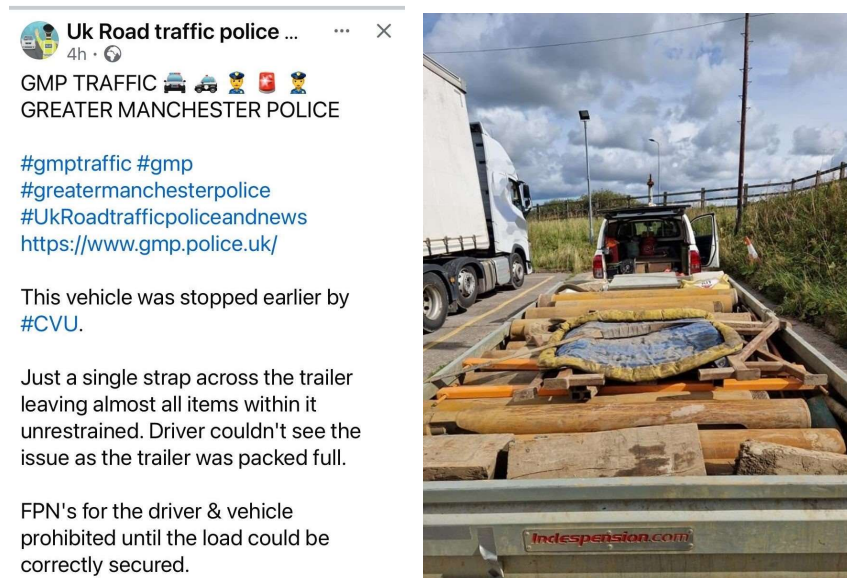 Uk Road traffic police ...
4h
GMP TRAFFIC
GREATER MANCHESTER POLICE
#gmptraffic #gmp
#greatermanchesterpolice
#UkRoadtrafficpoliceandnews
https://www.gmp.police.uk/
This vehicle was stopped earlier by
#CVU.
Just a single strap across the trailer
leaving almost all items within it
unrestrained. Driver couldn't see the
issue as the trailer was packed full.
FPN's for the driver & vehicle
prohibited until the load could be
correctly secured.
Indespension.com